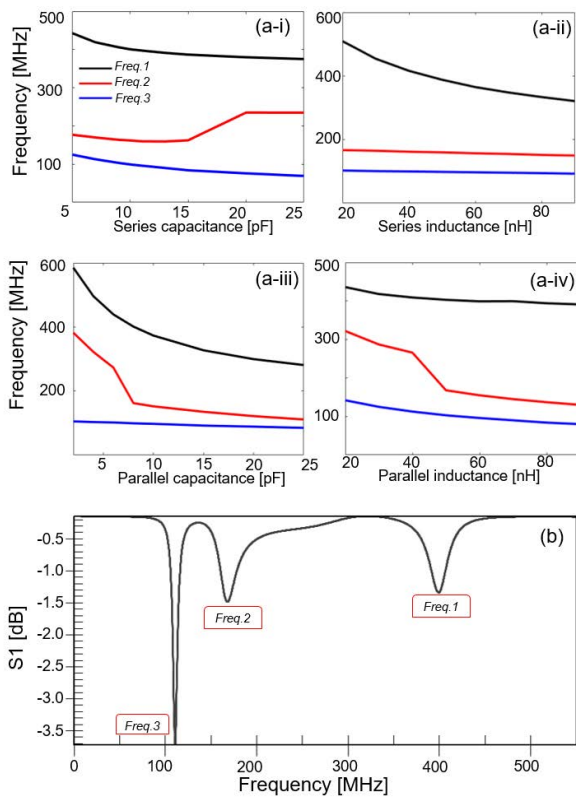 (a-i)
Frequency [MHz]
500
300
100
Freq.1
Freq.2
Freq.3
5 10 15 20 25
Series capacitance [pF]
(a-ii)
600
400
200
20 40 60 80
Series inductance [nH]
(a-iii)
Frequency [MHz]
600
400
200
5 10 15 20 25
Parallel capacitance [pF]
(a-iv)
500
300
100
20 40 60 80
Parallel inductance [nH]
(b)
S1 [dB]
-0.5
-1.0
-1.5
-2.0
-2.5
-3.0
-3.5
Freq.3
Freq.2
Freq.1
0 100 200 300 400 500
Frequency [MHz]